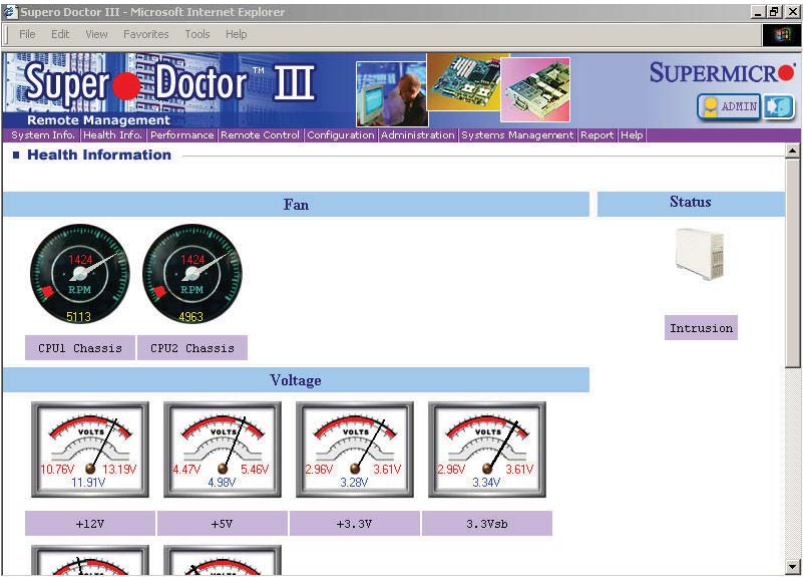 Supero Doctor III - Microsoft Internet Explorer
File Edit View Favorites Tools Help
Super Doctor™ III
SUPERMICRO
Remote Management
ADMIN
System Info. Health Info. Performance Remote Control Configuration Administration Systems Management Report Help
Health Information
Fan
Status
1424
RPM
5113
1424
RPM
4963
CPU1 Chassis
CPU2 Chassis
Intrusion
Voltage
VOLTS
10.76V 13.19V
11.91V
VOLTS
4.47V 5.46V
4.98V
VOLTS
2.96V 3.61V
3.28V
VOLTS
2.96V 3.61V
3.34V
+12V
+5V
+3.3V
3.3Vsb